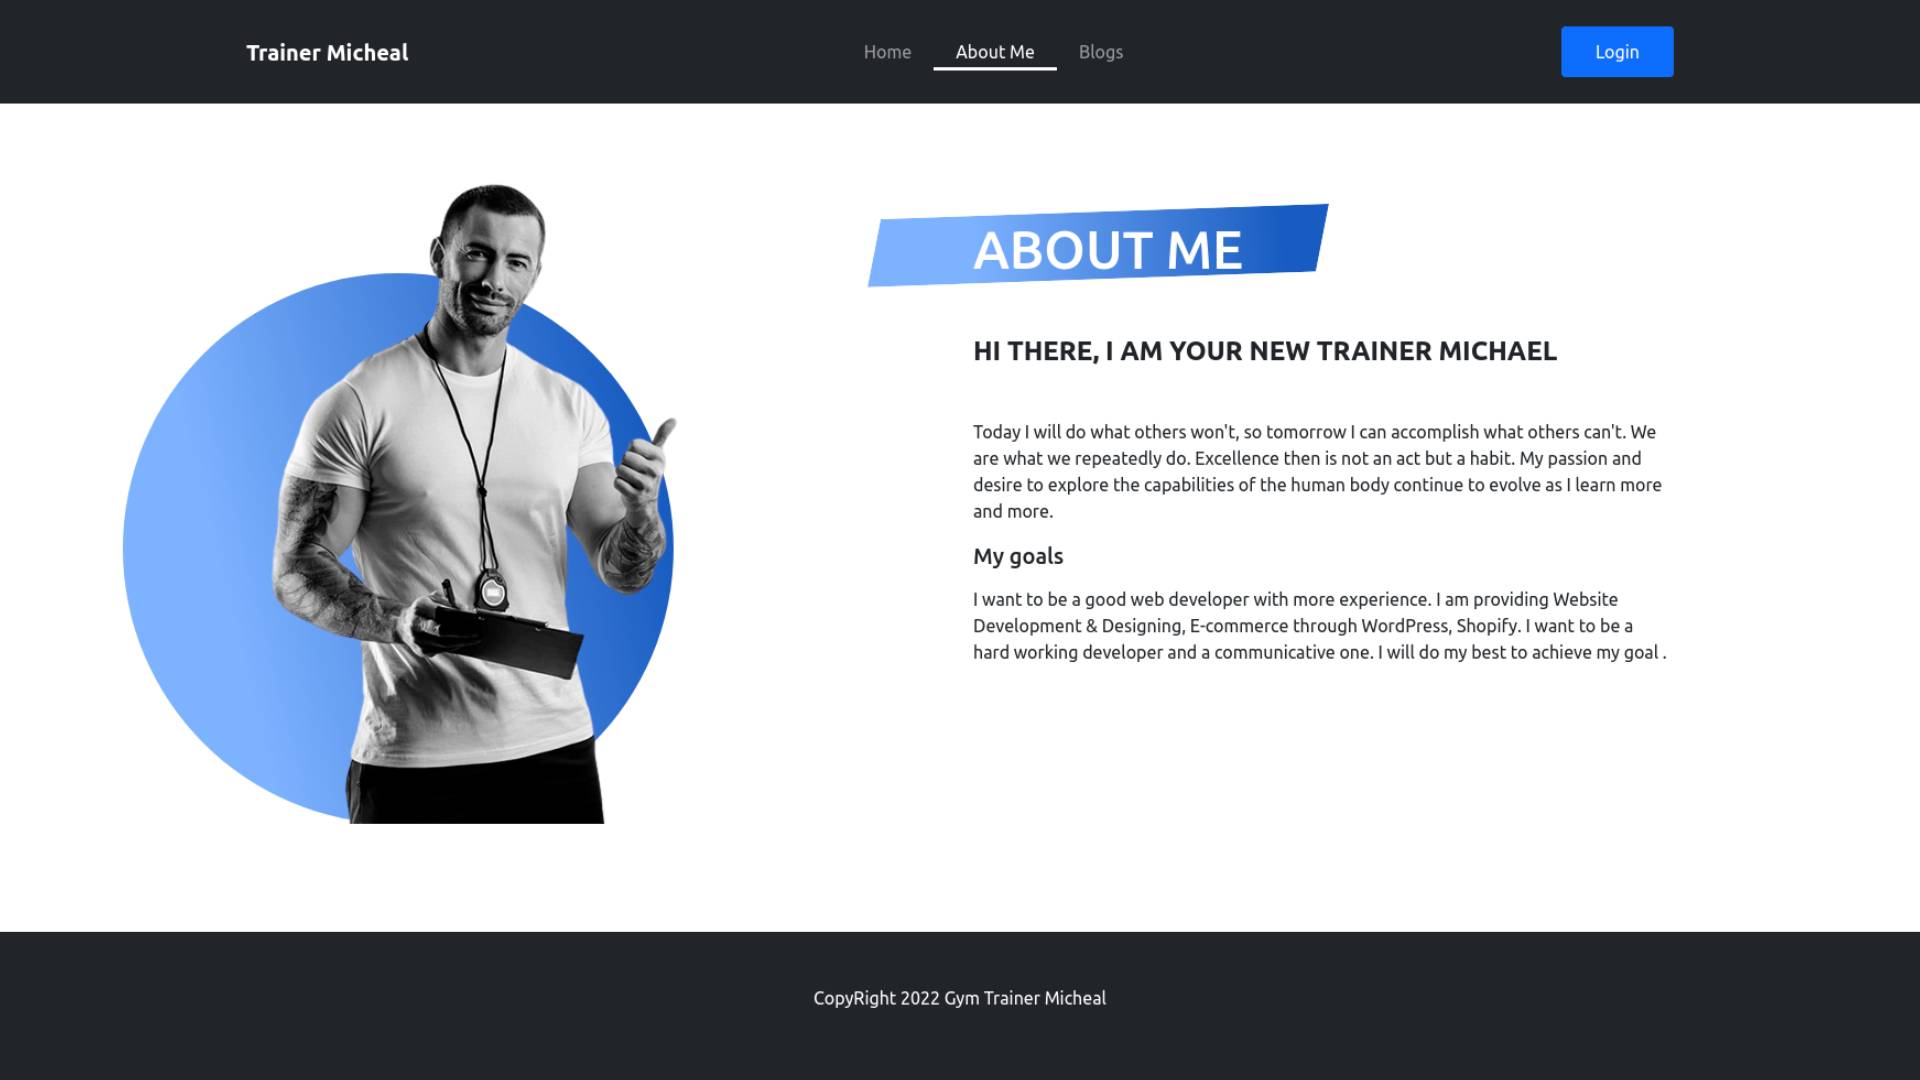 Trainer Micheal
Home
About Me
Blogs
Login
ABOUT ME
HI THERE, I AM YOUR NEW TRAINER MICHAEL
Today I will do what others won't, so tomorrow I can accomplish what others can't. We
are what we repeatedly do. Excellence then is not an act but a habit. My passion and
desire to explore the capabilities of the human body continue to evolve as I learn more
and more.
My goals
I want to be a good web developer with more experience. I am providing Website
Development & Designing, E-commerce through WordPress, Shopify. I want to be a
hard working developer and a communicative one. I will do my best to achieve my goal .
CopyRight 2022 Gym Trainer Micheal